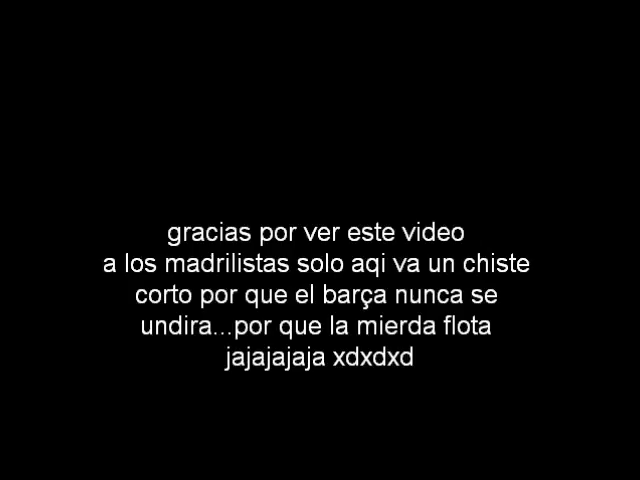 gracias por ver este video
a los madrilistas solo aqi va un chiste
corto por que el barça nunca se
undira...por que la mierda flota
jajajajaja xdxdxd